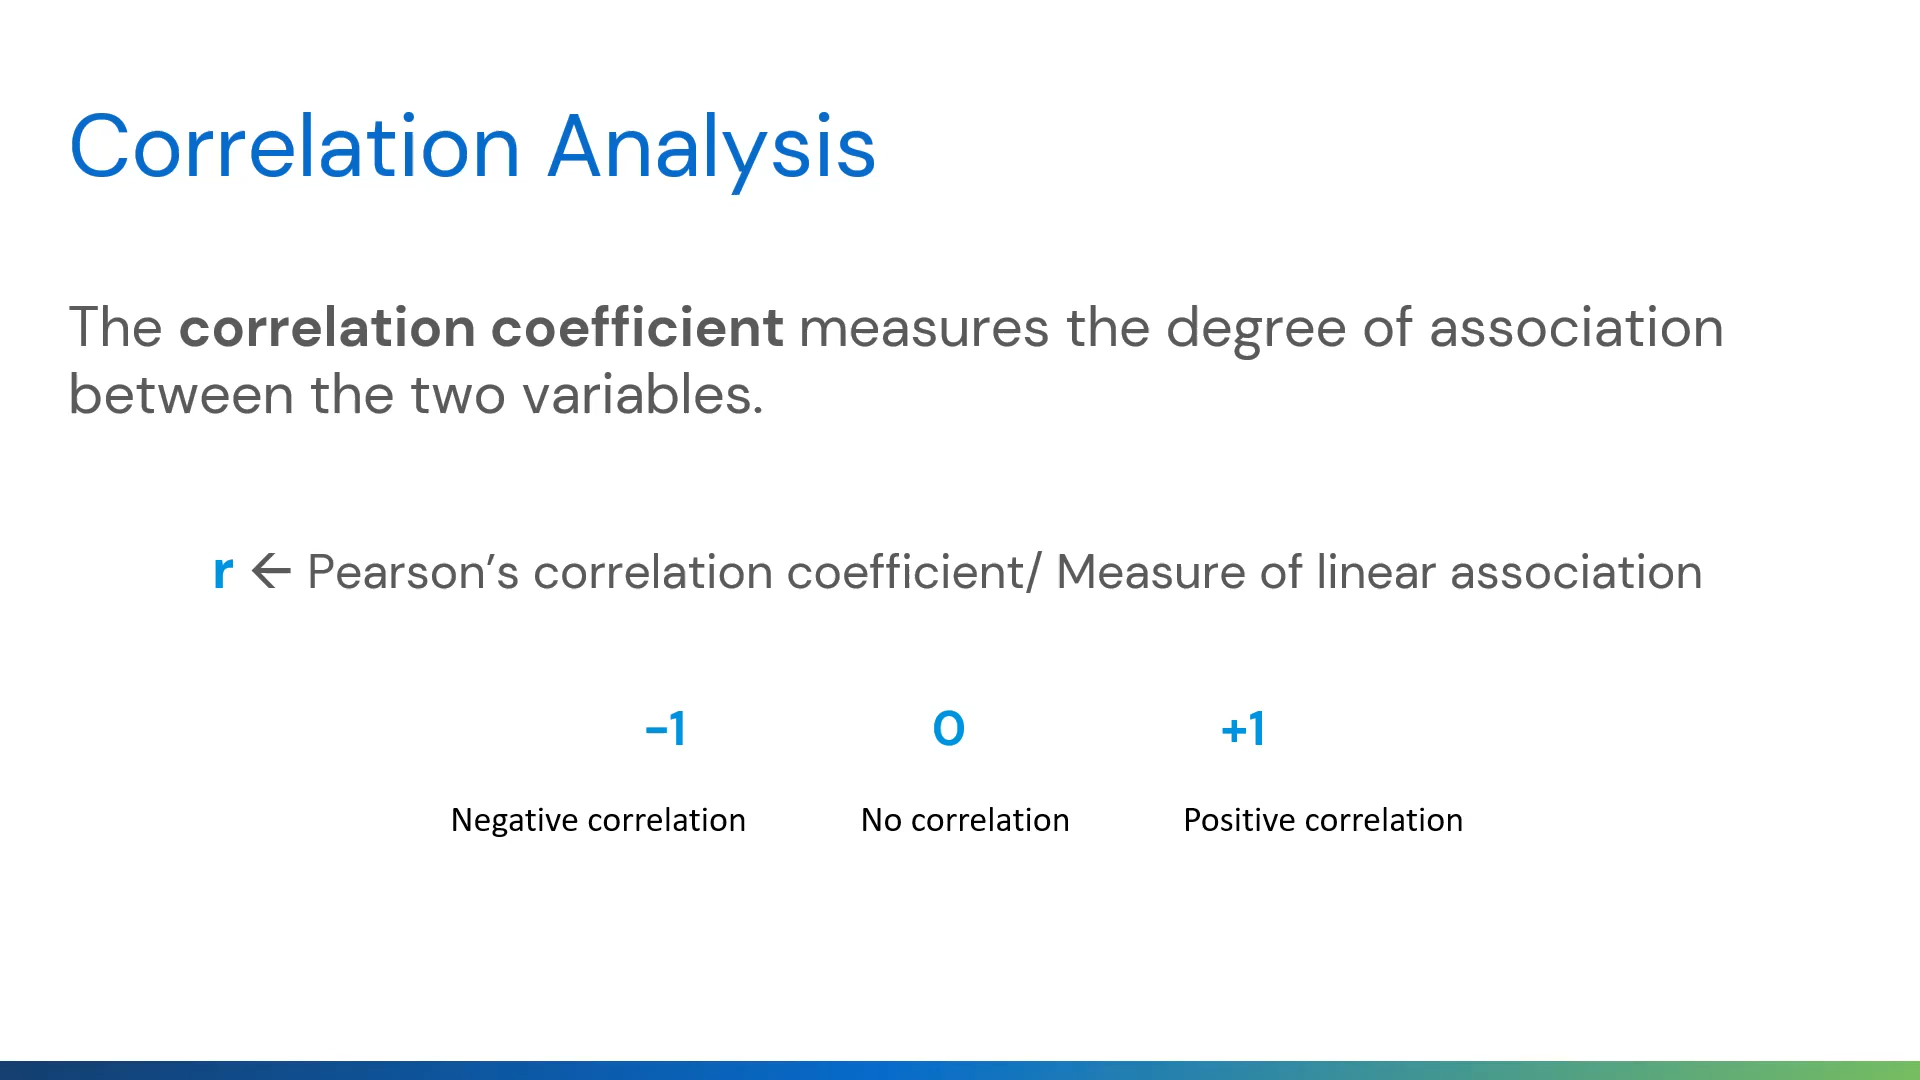 Correlation Analysis
The correlation coefficient measures the degree of association
between the two variables.
r ← Pearson’s correlation coefficient/ Measure of linear association
-1 0 +1
Negative correlation No correlation Positive correlation